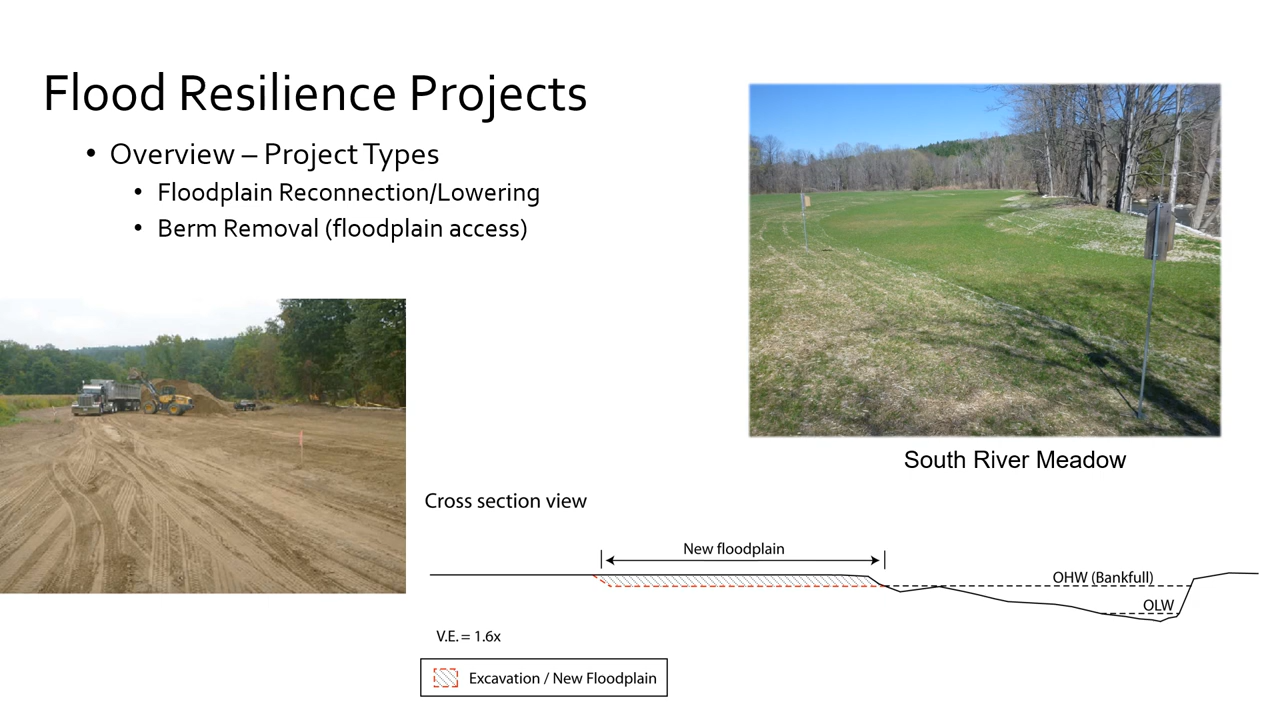 Flood Resilience Projects
• Overview – Project Types
• Floodplain Reconnection/Lowering
• Berm Removal (floodplain access)
South River Meadow
Cross section view
New floodplain
OHW (Bankfull)
OLW
V.E. = 1.6x
Excavation / New Floodplain